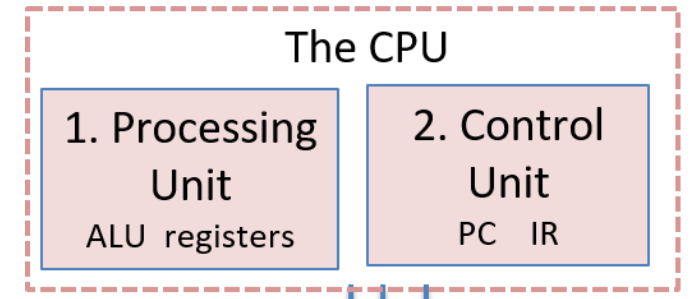 The CPU
1. Processing
Unit
ALU registers
2. Control
Unit
PC IR